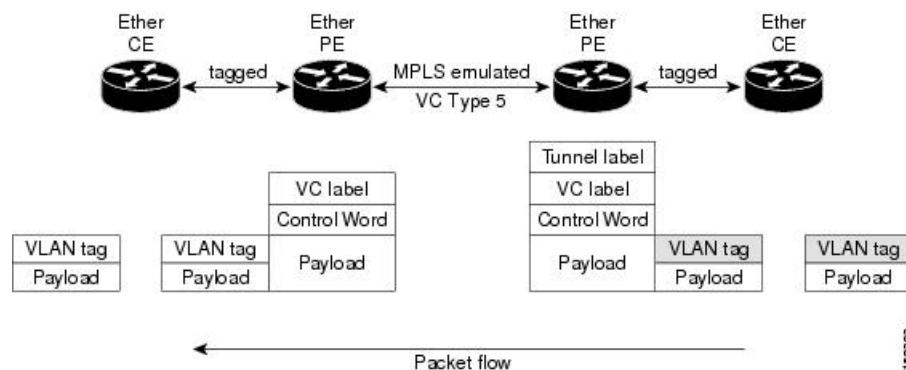 Ether
CE
Ether
PE
Ether
PE
Ether
CE
tagged
MPLS emulated
VC Type 5
tagged
Tunnel label
VC label
VC label
Control Word
Control Word
VLAN tag
VLAN tag
Payload
Payload
VLAN tag
VLAN tag
Payload
Payload
Payload
Payload
Packet flow